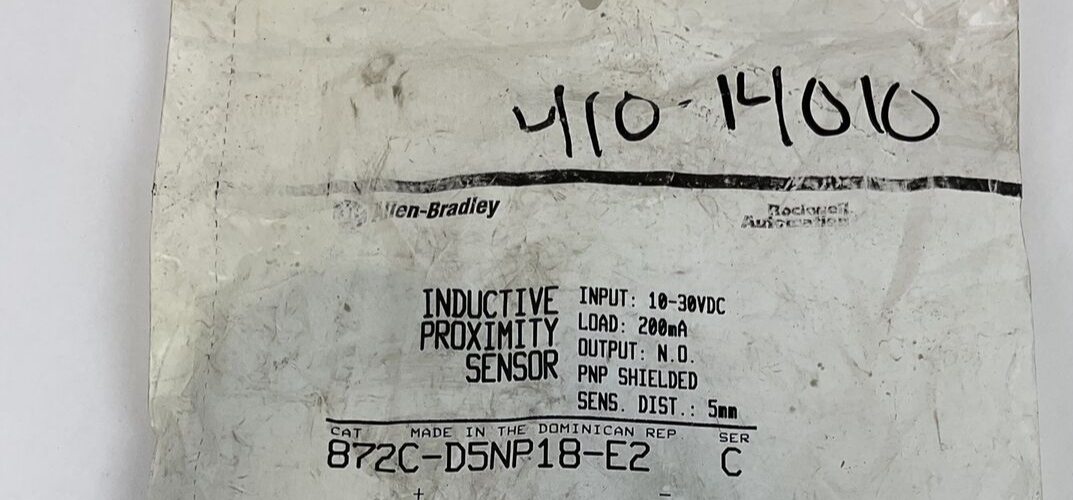 410-14010
Allen-Bradley
Rockwell
Automation
INDUCTIVE
PROXIMITY
SENSOR
INPUT: 10-30VDC
LOAD: 200mA
OUTPUT: N.O.
PNP SHIELDED
SENS. DIST.: 5mm
CAT MADE IN THE DOMINICAN REP SER
872C-D5NP18-E2 C
+ −